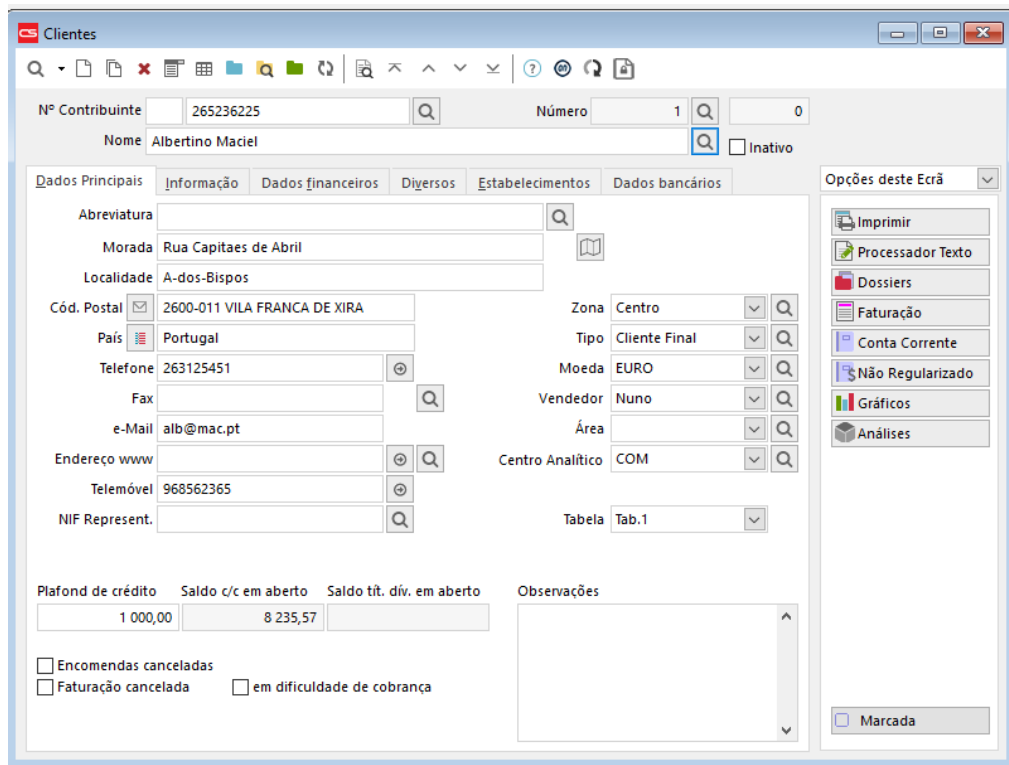 CS Clientes
Nº Contribuinte 265236225 Número 1 0
Nome Albertino Maciel Inativo
Dados Principais Informação Dados financeiros Diversos Estabelecimentos Dados bancários Opções deste Ecrã
Abreviatura Imprimir
Morada Rua Capitaes de Abril Processador Texto
Localidade A-dos-Bispos Dossiers
Cód. Postal 2600-011 VILA FRANCA DE XIRA Zona Centro Faturação
País Portugal Tipo Cliente Final Conta Corrente
Telefone 263125451 Moeda EURO Não Regularizado
Fax Vendedor Nuno Gráficos
e-Mail alb@mac.pt Área Análises
Endereço www Centro Analítico COM
Telemóvel 968562365
NIF Represent. Tabela Tab.1
Plafond de crédito Saldo c/c em aberto Saldo tít. dív. em aberto Observações
1 000,00 8 235,57
Encomendas canceladas
Faturação cancelada em dificuldade de cobrança
Marcada